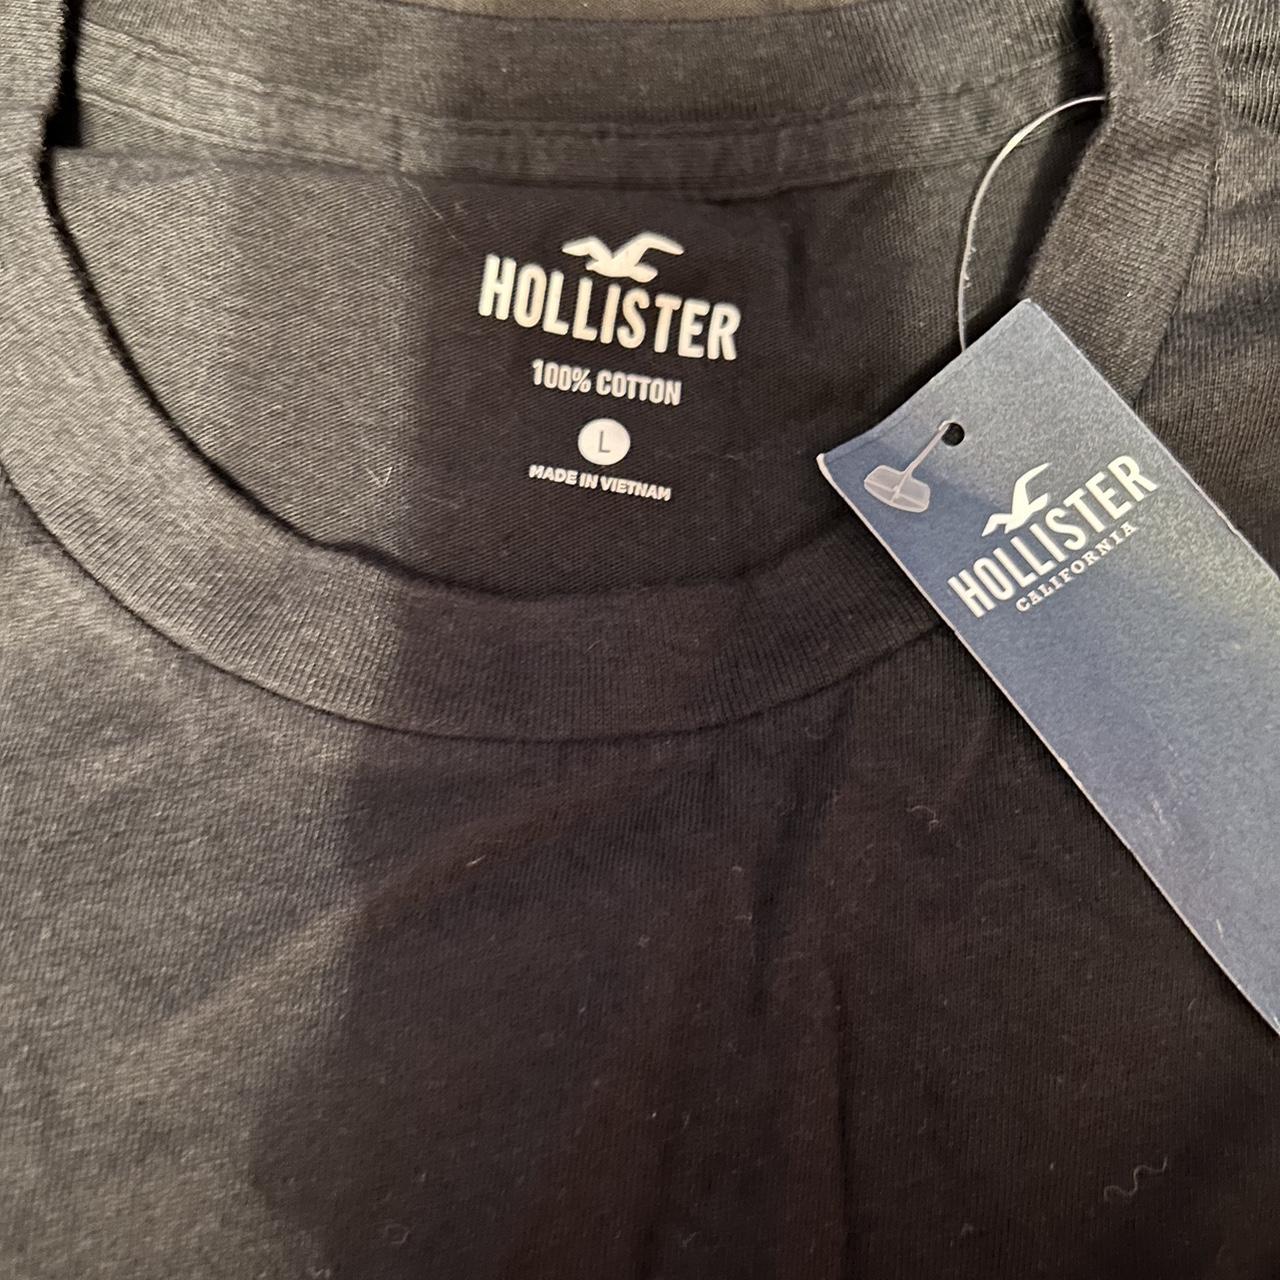 HOLLISTER
100% COTTON
L
MADE IN VIETNAM
HOLLISTER
CALIFORNIA